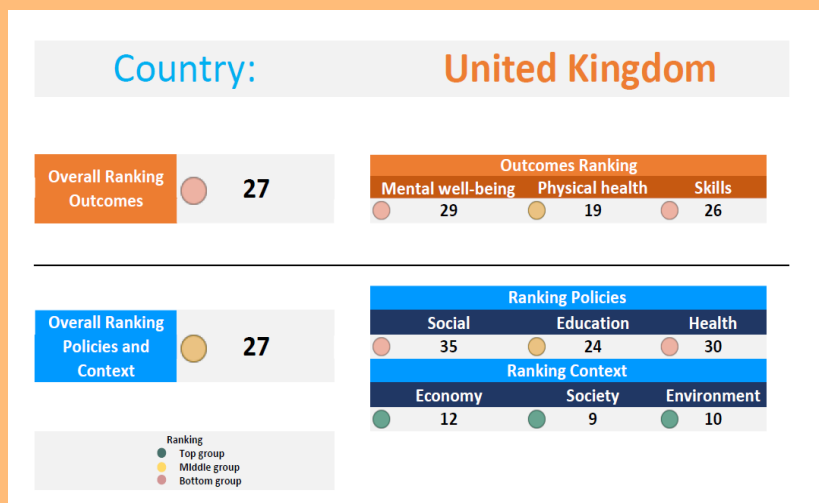 Country: United Kingdom
Overall Ranking
Outcomes
27
Outcomes Ranking
Mental well-being Physical health Skills
29 19 26
Overall Ranking
Policies and
Context
27
Ranking Policies
Social Education Health
35 24 30
Ranking Context
Economy Society Environment
12 9 10
Ranking
Top group
Middle group
Bottom group